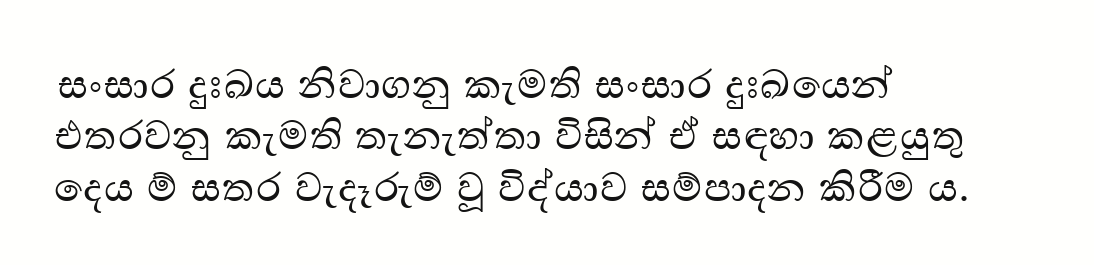 සංසාර දුඃඛය නිවාගනු කැමති සංසාර දුඃඛයෙන්
එතරවනු කැමති තැනැත්තා විසින් ඒ සඳහා කළයුතු
දෙය ම් සතර වැදෑරුම් වූ විද්යාව සම්පාදන කිරීම ය.